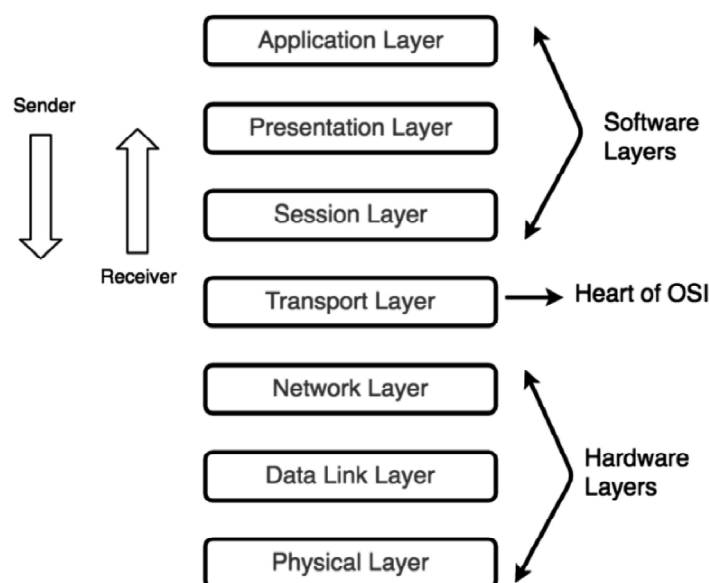 Application Layer
Sender
Presentation Layer
Software
Layers
Session Layer
Receiver
Transport Layer
Heart of OSI
Network Layer
Hardware
Layers
Data Link Layer
Physical Layer